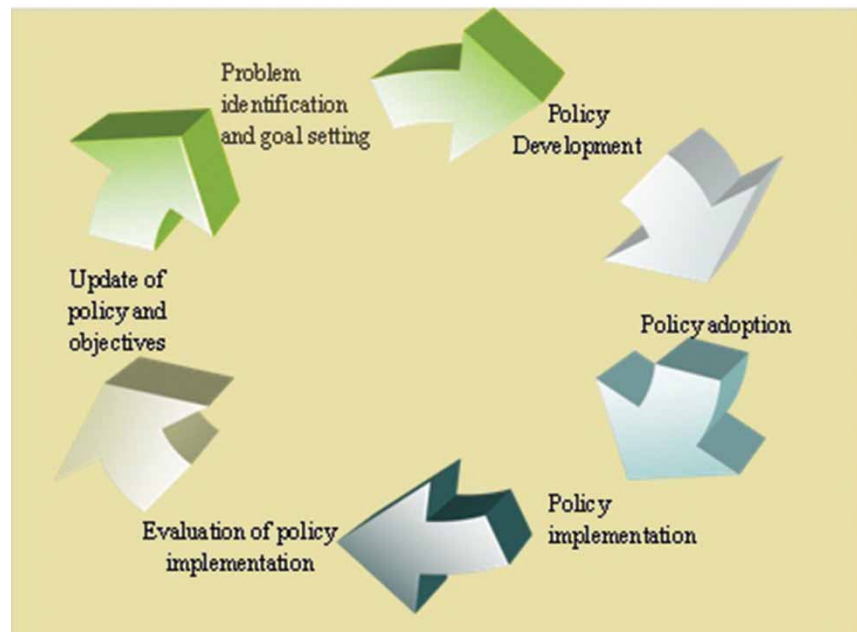 Problem
identification
and goal setting
Policy
Development
Policy adoption
Policy
implementation
Evaluation of policy
implementation
Update of
policy and
objectives